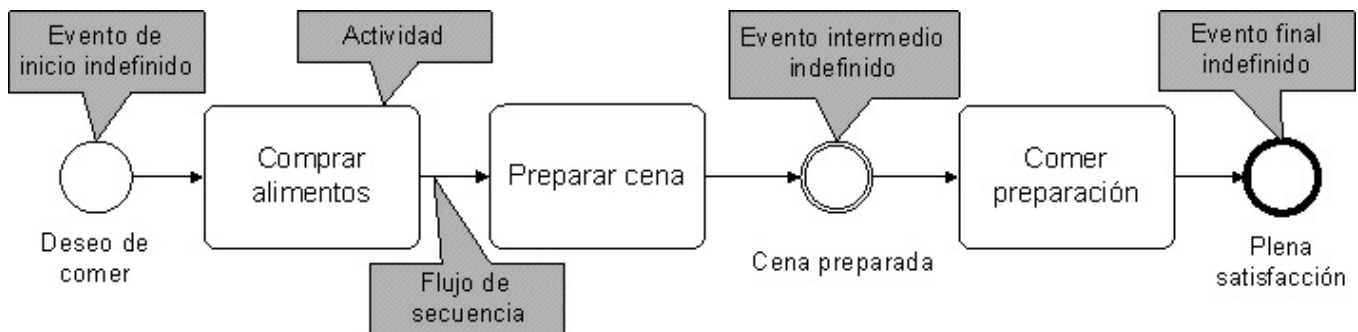 Evento de
inicio indefinido
Actividad
Evento intermedio
indefinido
Evento final
indefinido
Comprar
alimentos
Preparar cena
Comer
preparación
Deseo de
comer
Flujo de
secuencia
Cena preparada
Plena
satisfacción